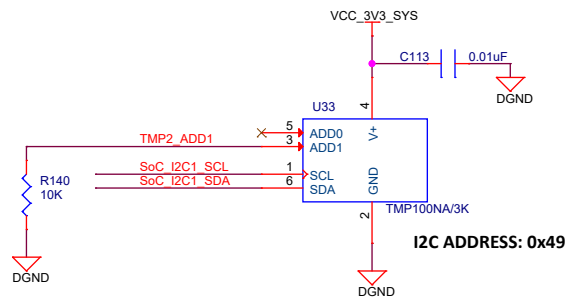 VCC_3V3_SYS
C113 0.01uF
DGND
U33
4
V+
5 ADD0
TMP2_ADD1 3 ADD1
SoC_I2C1_SCL 1 SCL
SoC_I2C1_SDA 6 SDA
R140
10K
GND
TMP100NA/3K
2
I2C ADDRESS: 0x49
DGND
DGND